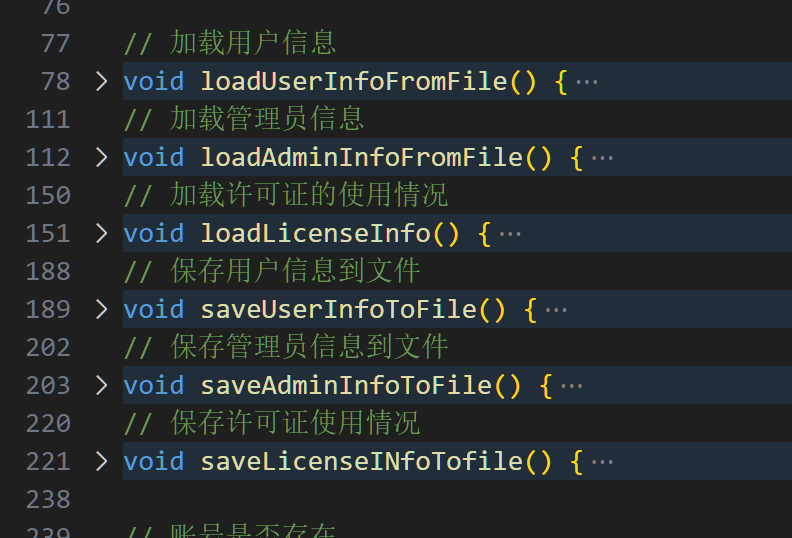 76
77 // 加载用户信息
78 > void loadUserInfoFromFile() {…
111 // 加载管理员信息
112 > void loadAdminInfoFromFile() {…
150 // 加载许可证的使用情况
151 > void loadLicenseInfo() {…
188 // 保存用户信息到文件
189 > void saveUserInfoToFile() {…
202 // 保存管理员信息到文件
203 > void saveAdminInfoToFile() {…
220 // 保存许可证使用情况
221 > void saveLicenseINfoTofile() {…
238
239 // 账号是否存在